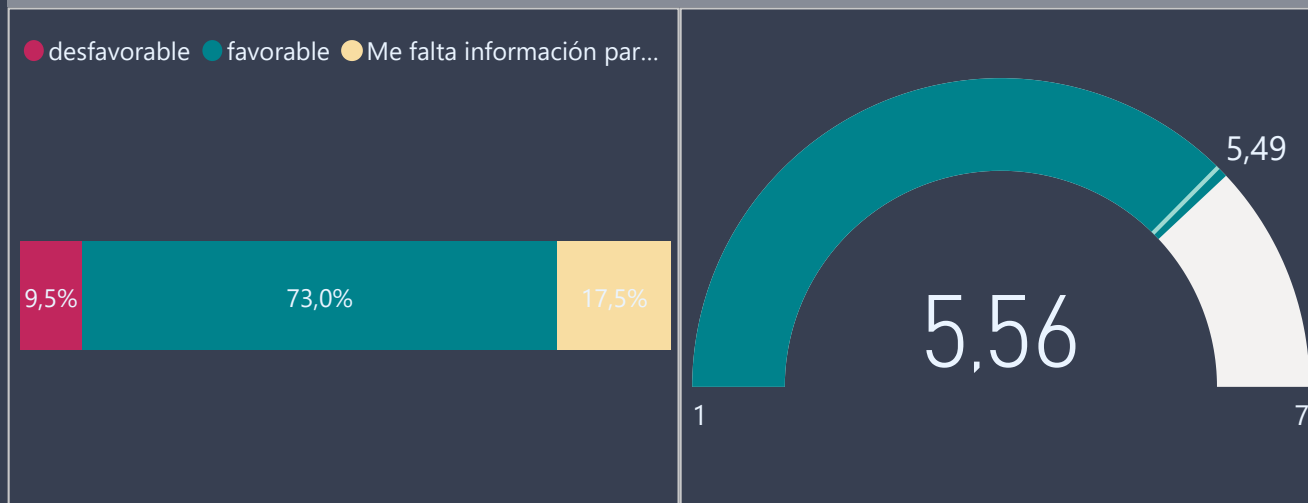 desfavorable favorable Me falta información par...
9,5% 73,0% 17,5%
5,49
5,56
1 7